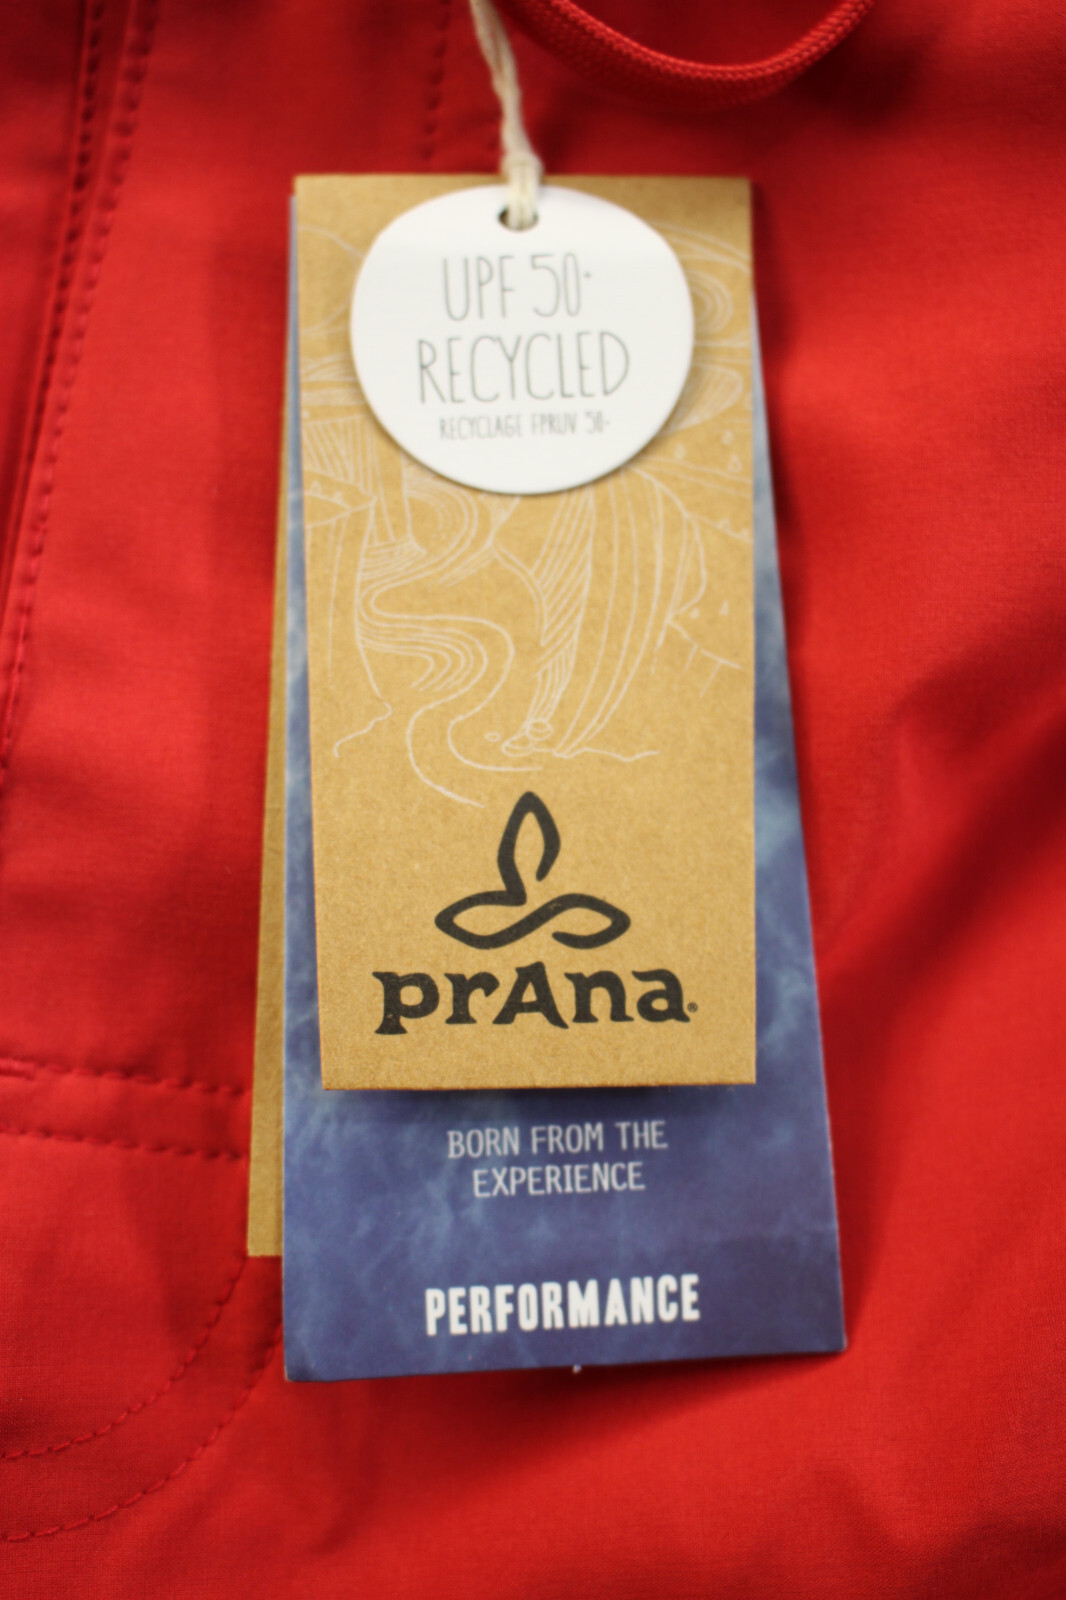 UPF 50+
RECYCLED
RECYCLAGE FPRUV 50+
prAna®
BORN FROM THE
EXPERIENCE
PERFORMANCE